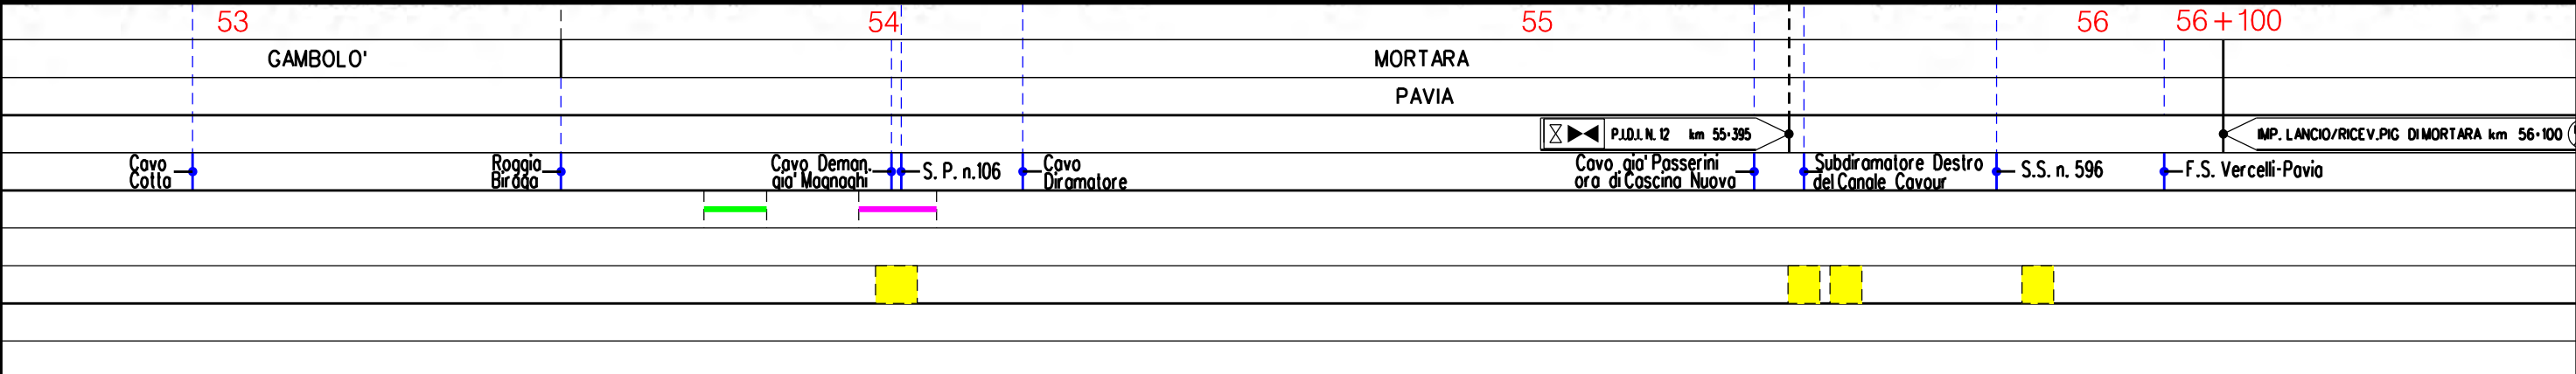 53 54 55 56 56+100
GAMBOLO' MORTARA
PAVIA
P.I.D.I. N. 12 km 55+395 IMP. LANCIO/RICEV.PIG DI MORTARA km 56+100
Cavo
Cotta
Roggia
Biraga
Cavo Deman.
gia' Magnaghi
S. P. n.106
Cavo
Diramatore
Cavo gia' Passerini
ora di Cascina Nuova
Subdiramatore Destro
del Canale Cavour
S.S. n. 596
F.S. Vercelli-Pavia